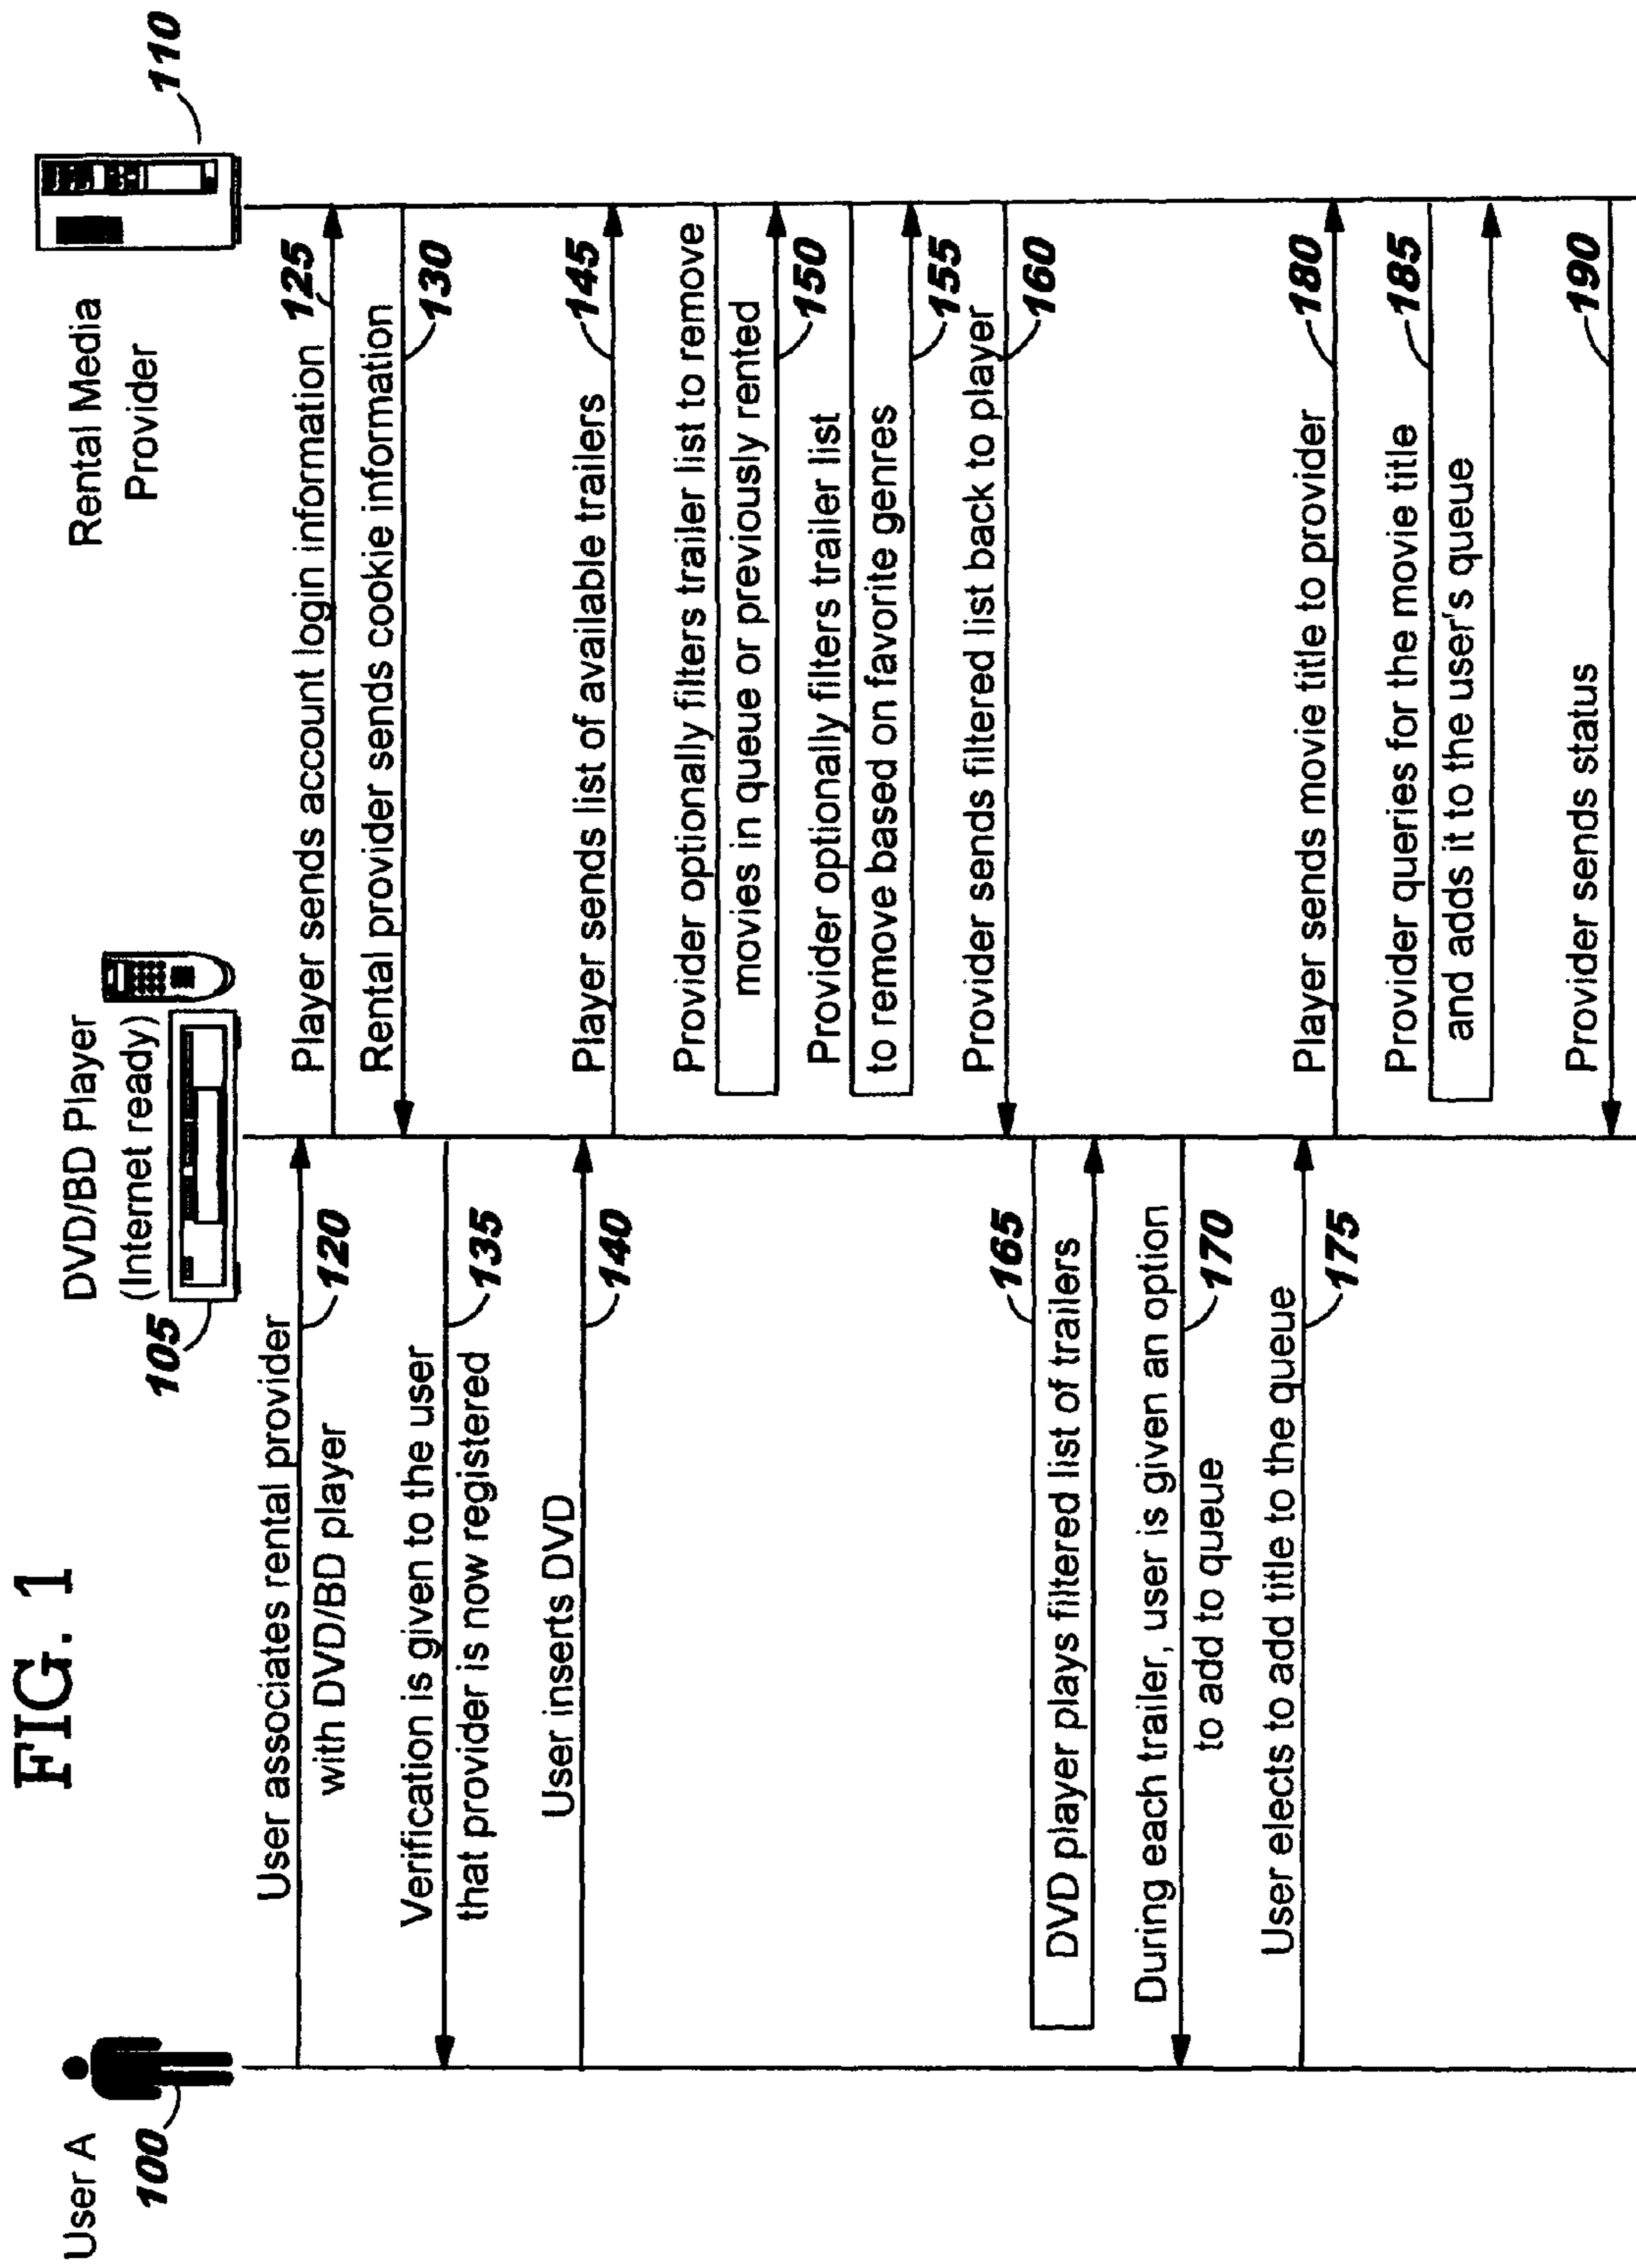 FIG. 1
User A
100
DVD/BD Player
(Internet ready)
105
Rental Media
Provider
110
User associates rental provider
with DVD/BD player
120
Player sends account login information
125
Rental provider sends cookie information
130
Verification is given to the user
that provider is now registered
135
User inserts DVD
140
Player sends list of available trailers
145
Provider optionally filters trailer list to remove
movies in queue or previously rented
150
Provider optionally filters trailer list
to remove based on favorite genres
155
Provider sends filtered list back to player
160
165
DVD player plays filtered list of trailers
During each trailer, user is given an option
to add to queue
170
User elects to add title to the queue
175
Player sends movie title to provider
180
Provider queries for the movie title
and adds it to the user's queue
185
Provider sends status
190